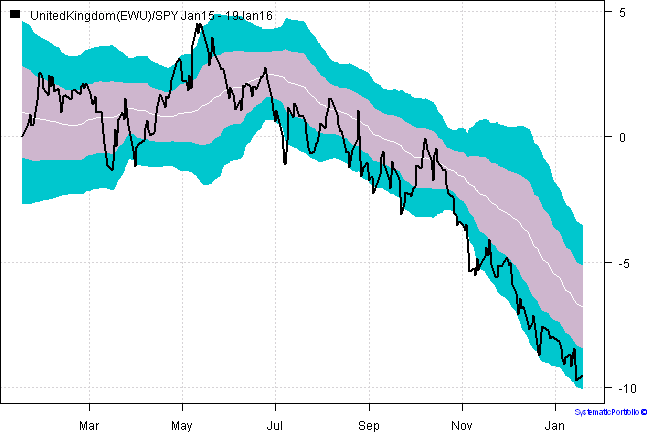 UnitedKingdom(EWU)/SPY Jan15 - 19Jan16
5
0
-5
-10
Mar May Jul Sep Nov Jan
SystematicPortfolio ©